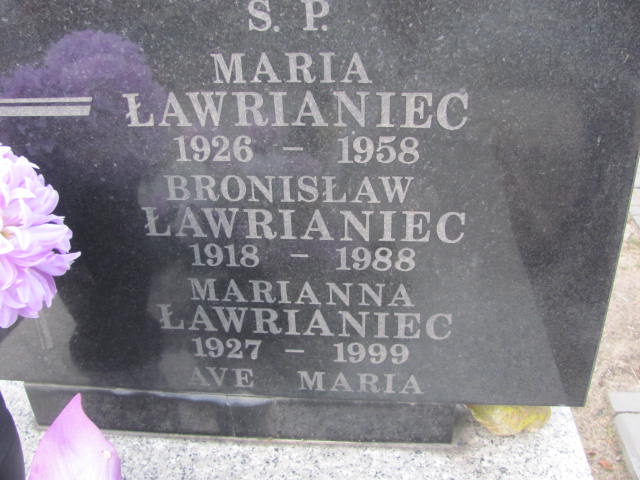 Ś. P.
MARIA
ŁAWRIANIEC
1926 – 1958
BRONISŁAW
ŁAWRIANIEC
1918 – 1988
MARIANNA
ŁAWRIANIEC
1927 – 1999
AVE MARIA